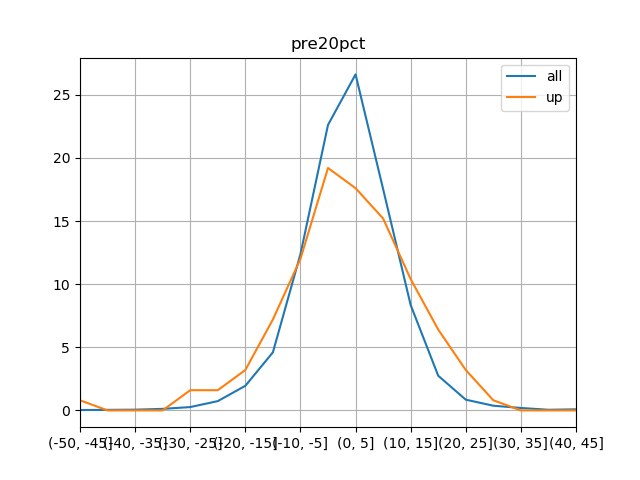 pre20pct
all
up
25
20
15
10
5
0
(-50, -45] (-40, -35] (-30, -25] (-20, -15] (-10, -5] (0, 5] (10, 15] (20, 25] (30, 35] (40, 45]